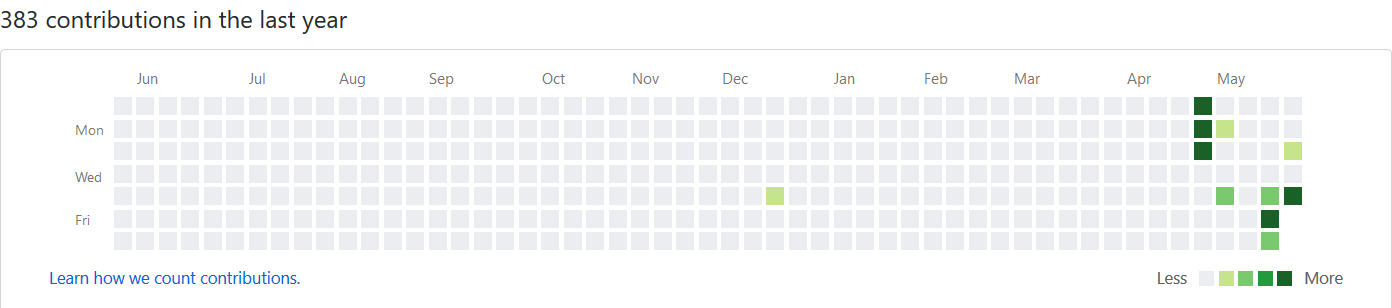 383 contributions in the last year
Jun Jul Aug Sep Oct Nov Dec Jan Feb Mar Apr May
Mon
Wed
Fri
Learn how we count contributions.
Less More